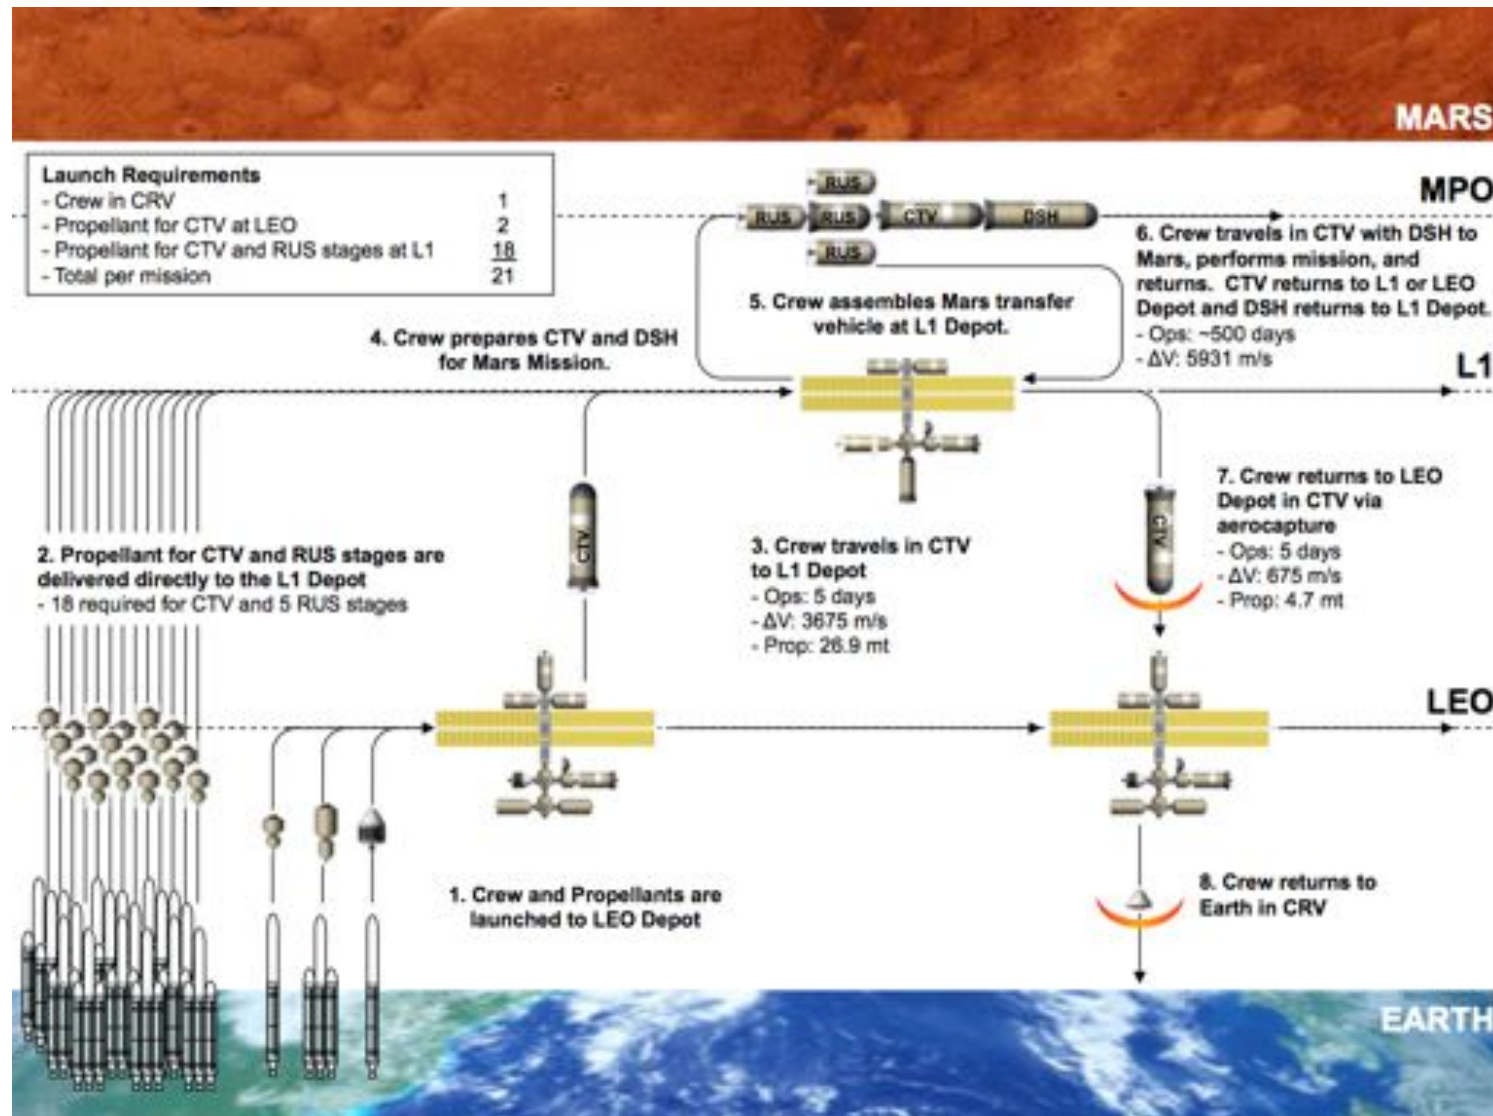 MARS
Launch Requirements
- Crew in CRV 1
- Propellant for CTV at LEO 2
- Propellant for CTV and RUS stages at L1 18
- Total per mission 21
RUS
RUS RUS CTV DSH
RUS
MPO
6. Crew travels in CTV with DSH to
Mars, performs mission, and
returns. CTV returns to L1 or LEO
Depot and DSH returns to L1 Depot.
- Ops: ~500 days
- ΔV: 5931 m/s
5. Crew assembles Mars transfer
vehicle at L1 Depot.
4. Crew prepares CTV and DSH
for Mars Mission.
L1
CTV
CTV
7. Crew returns to LEO
Depot in CTV via
aerocapture
- Ops: 5 days
- ΔV: 675 m/s
- Prop: 4.7 mt
2. Propellant for CTV and RUS stages are
delivered directly to the L1 Depot
- 18 required for CTV and 5 RUS stages
3. Crew travels in CTV
to L1 Depot
- Ops: 5 days
- ΔV: 3675 m/s
- Prop: 26.9 mt
LEO
1. Crew and Propellants are
launched to LEO Depot
8. Crew returns to
Earth in CRV
EARTH